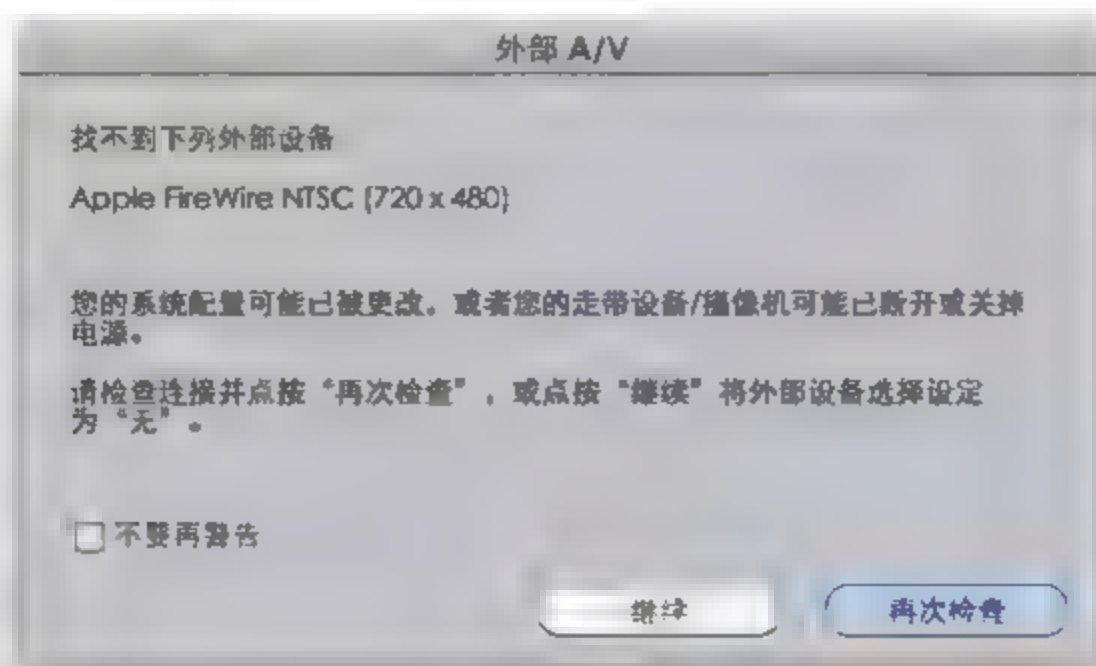 外部 A/V
找不到下列外部设备
Apple FireWire NTSC (720 x 480)
您的系统配置可能已被更改。或者您的走带设备/摄像机可能已断开或关掉
电源。
请检查连接并点按“再次检查”，或点按“继续”将外部设备选择设定
为“无”。
不要再警告
继续
再次检查